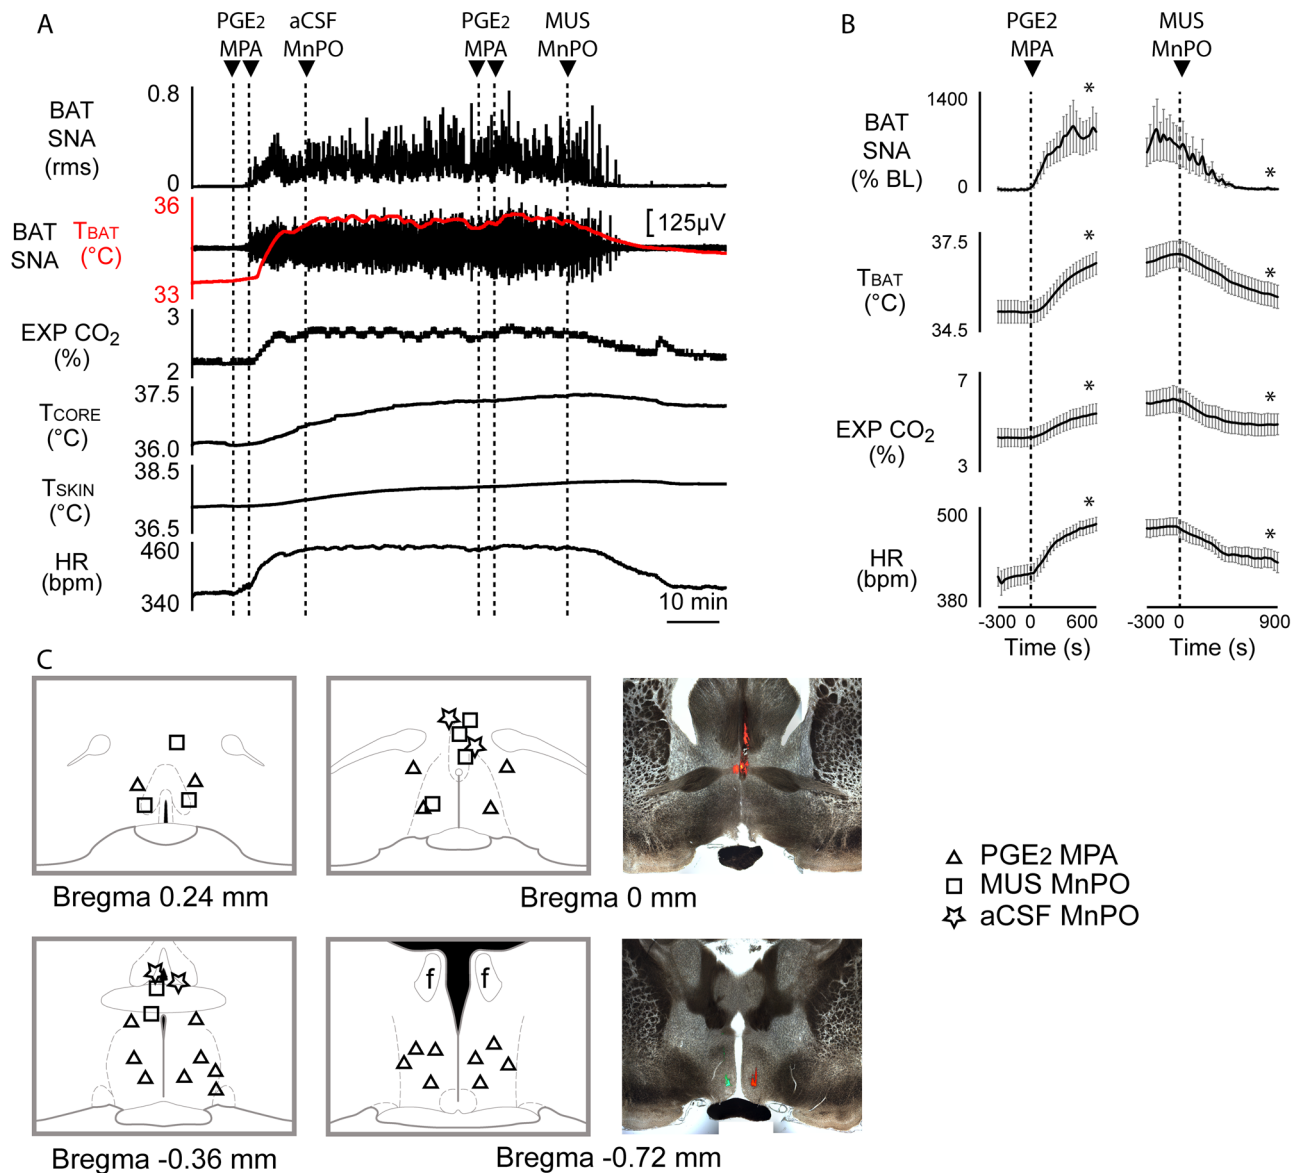 A
PGE2 MPA
aCSF MnPO
PGE2 MPA
MUS MnPO
BAT SNA (rms)
0.8
0
BAT SNA
TBAT (°C)
36
33
125µV
EXP CO2 (%)
3
2
TCORE (°C)
37.5
36.0
TSKIN (°C)
38.5
36.5
HR (bpm)
460
340
10 min
B
PGE2 MPA
MUS MnPO
BAT SNA (% BL)
1400
0
*
*
TBAT (°C)
37.5
34.5
*
*
EXP CO2 (%)
7
3
*
*
HR (bpm)
500
380
*
*
-300 0 600
-300 0 900
Time (s)
Time (s)
C
Bregma 0.24 mm
Bregma 0 mm
PGE2 MPA
MUS MnPO
aCSF MnPO
f
f
Bregma -0.36 mm
Bregma -0.72 mm